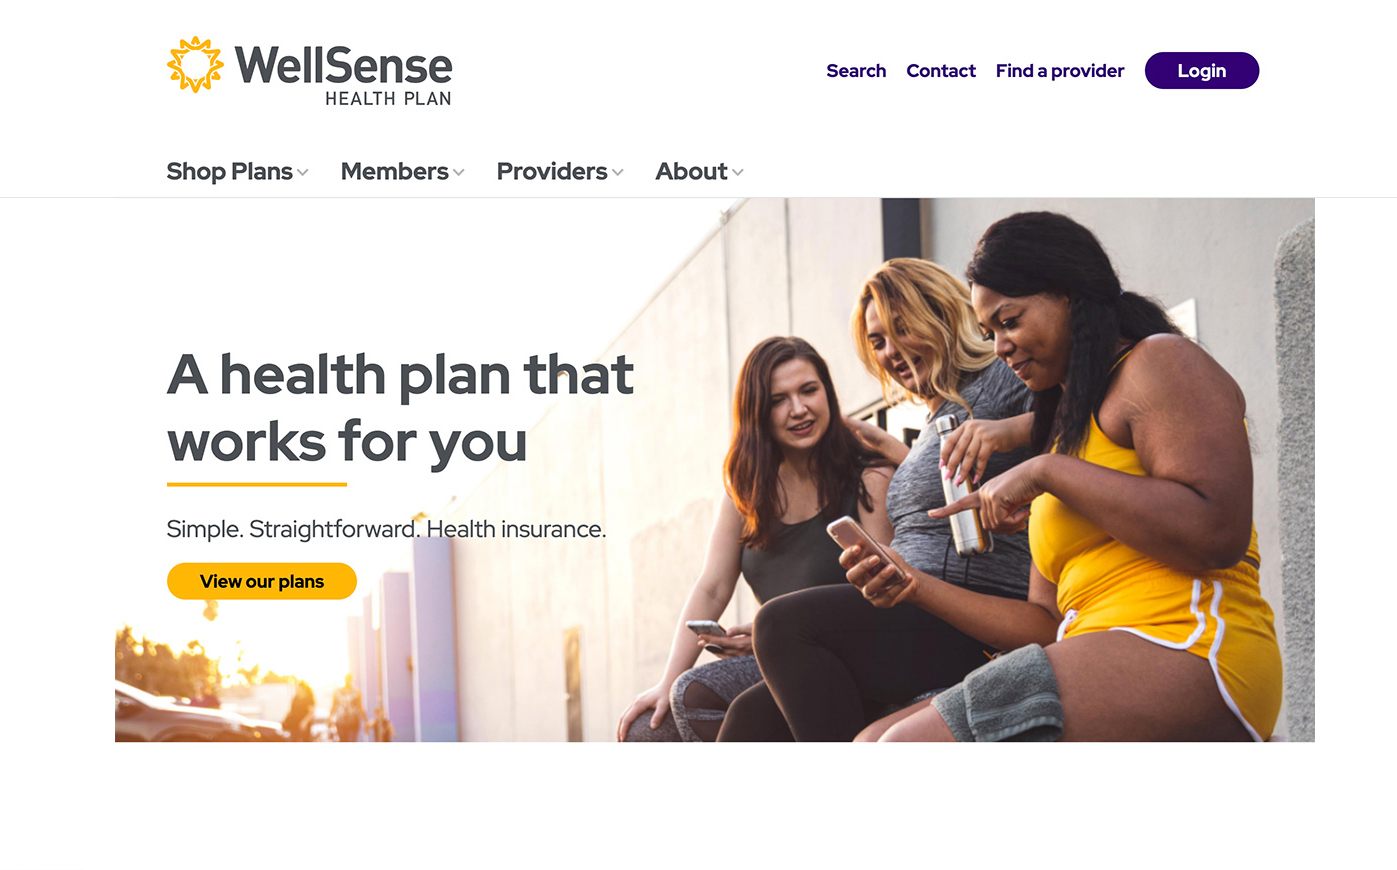 WellSense
HEALTH PLAN
Search Contact Find a provider Login
Shop Plans Members Providers About
A health plan that
works for you
Simple. Straightforward. Health insurance.
View our plans